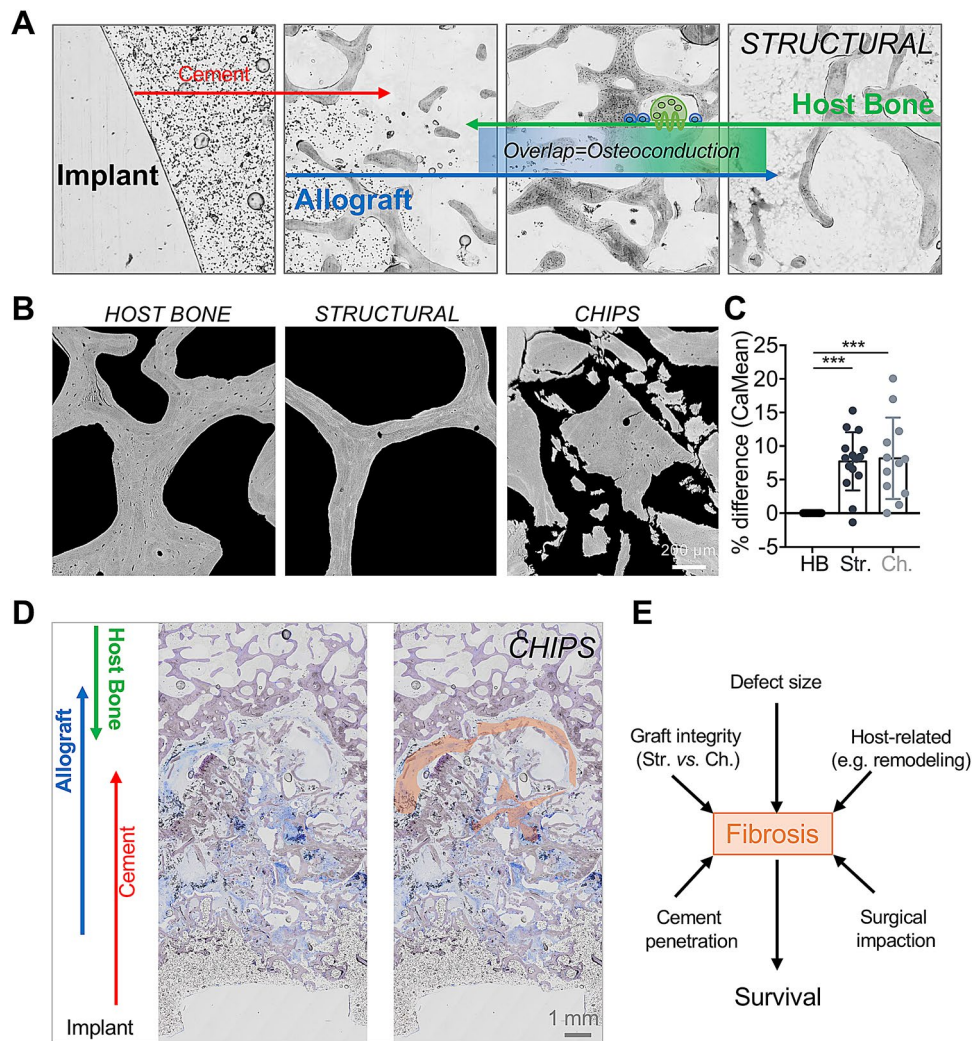 A
STRUCTURAL
Cement
Host Bone
Implant
Overlap=Osteoconduction
Allograft
B
HOST BONE
STRUCTURAL
CHIPS
200 µm
C
% difference (CaMean)
***
***
25
20
15
10
5
0
-5
HB Str. Ch.
D
CHIPS
Host Bone
Allograft
Cement
Implant
1 mm
E
Defect size
Graft integrity
(Str. vs. Ch.)
Host-related
(e.g. remodeling)
Fibrosis
Cement
penetration
Surgical
impaction
Survival